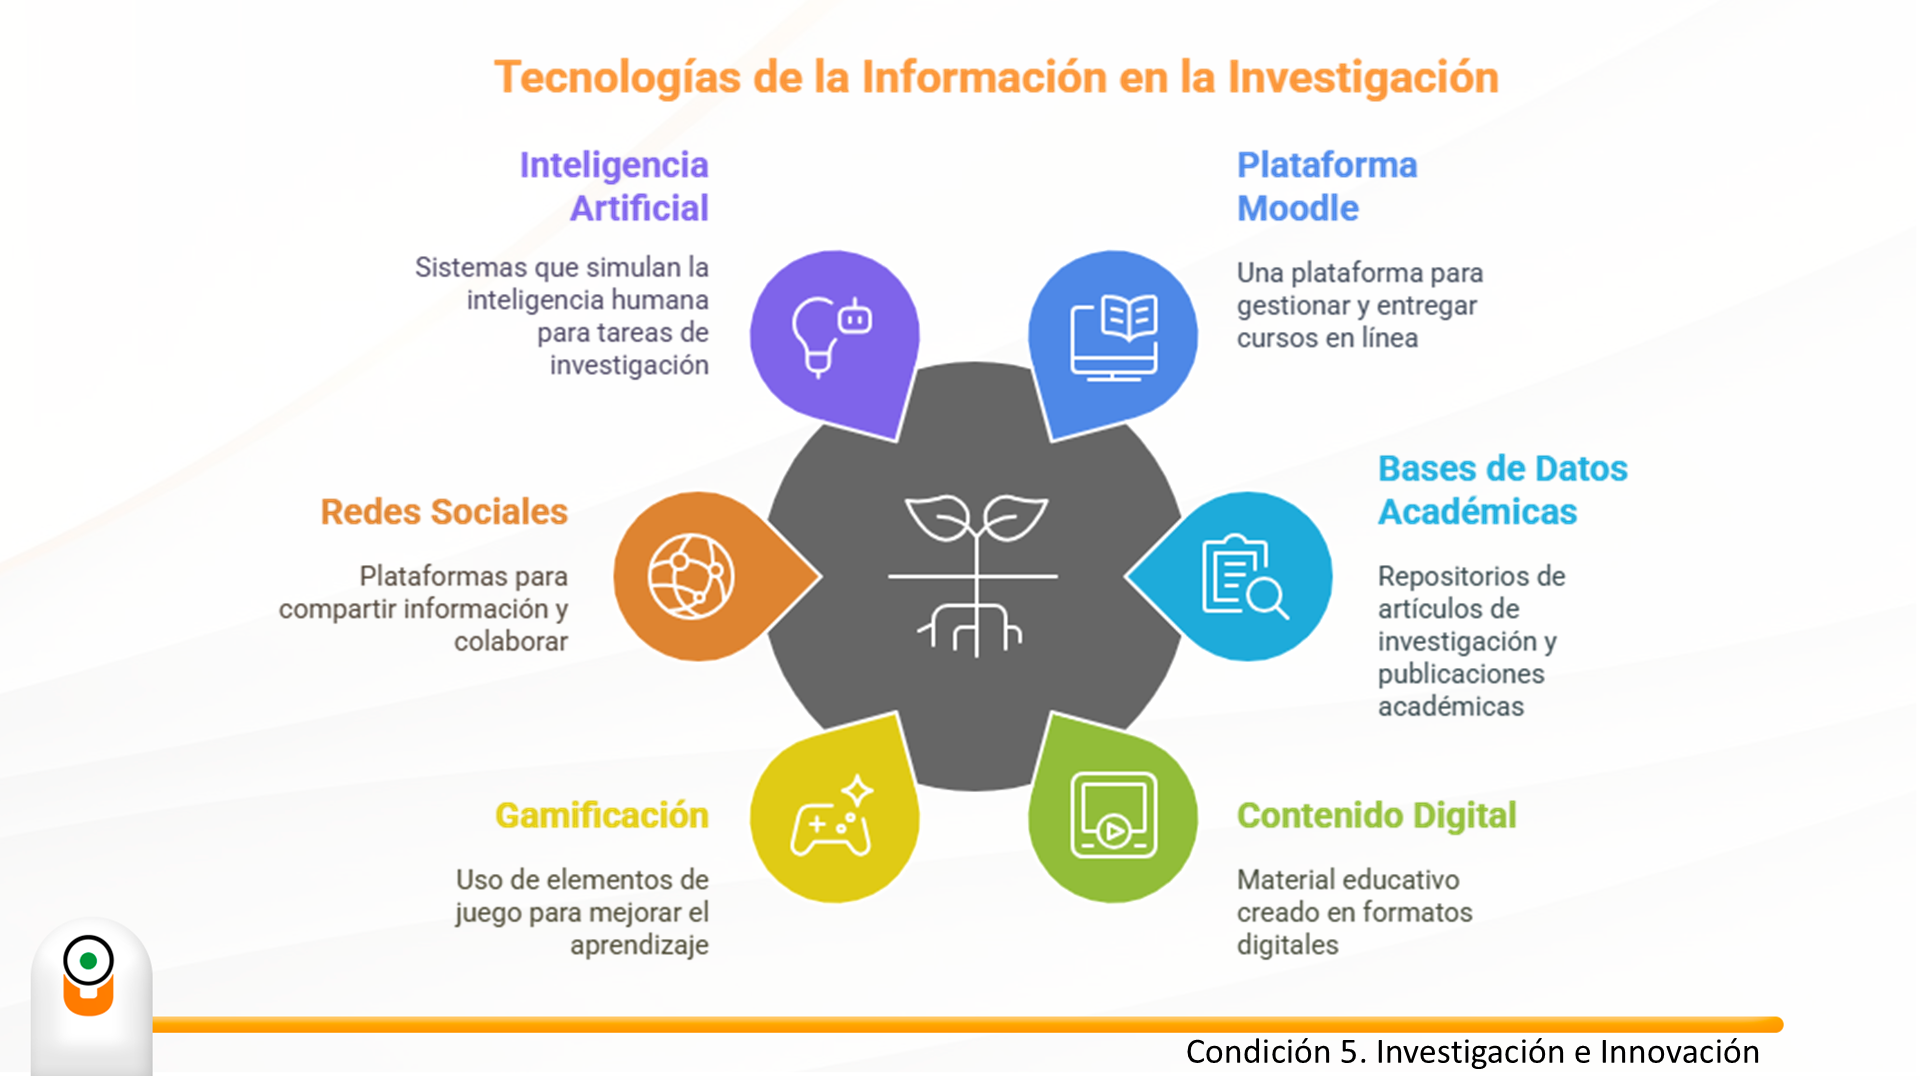 Tecnologías de la Información en la Investigación
Inteligencia
Artificial
Sistemas que simulan la
inteligencia humana
para tareas de
investigación
Plataforma
Moodle
Una plataforma para
gestionar y entregar
cursos en línea
Redes Sociales
Plataformas para
compartir información y
colaborar
Bases de Datos
Académicas
Repositorios de
artículos de
investigación y
publicaciones
académicas
Gamificación
Uso de elementos de
juego para mejorar el
aprendizaje
Contenido Digital
Material educativo
creado en formatos
digitales
Condición 5. Investigación e Innovación